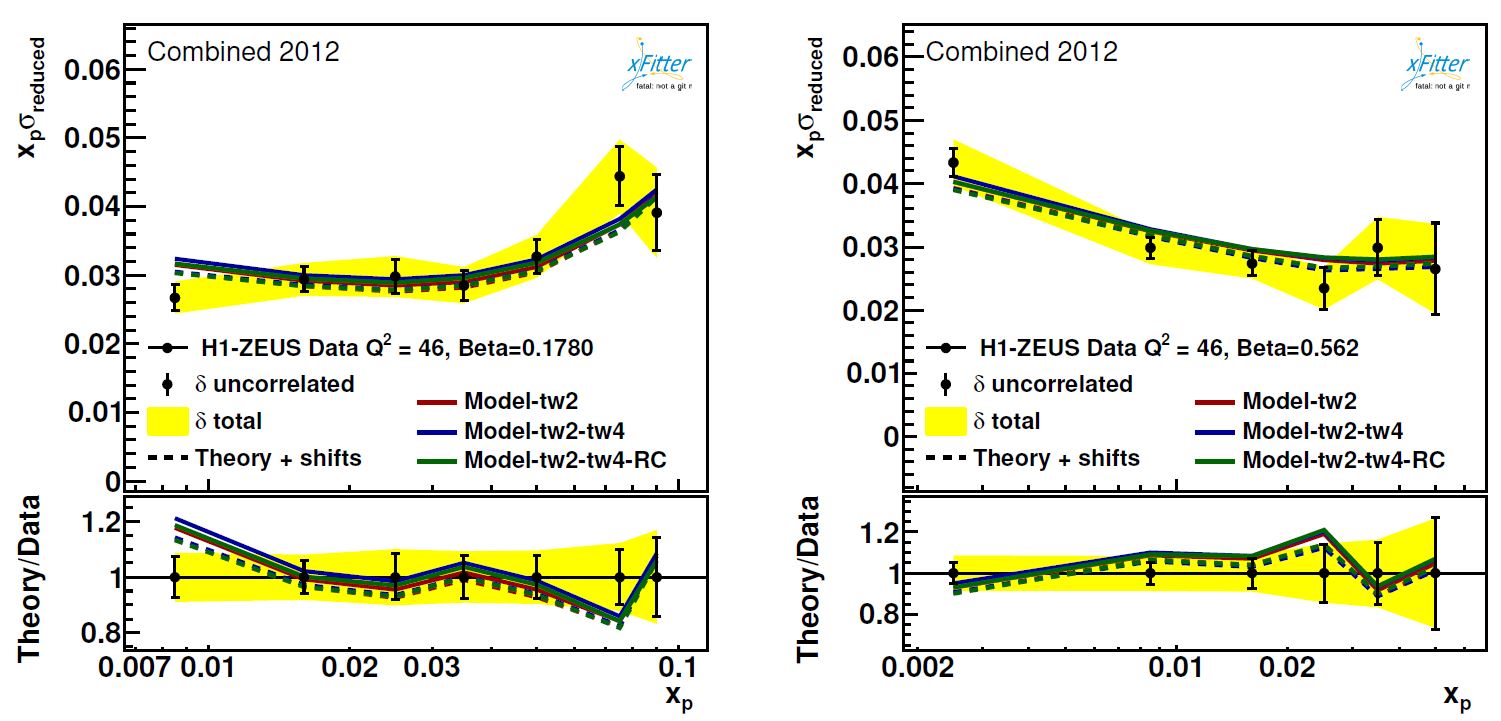 Combined 2012
xFitter
fatal: not a git r
xpσreduced
0.06
0.05
0.04
0.03
0.02
0.01
0
H1-ZEUS Data Q2 = 46, Beta=0.1780
δ uncorrelated
δ total
Theory + shifts
Model-tw2
Model-tw2-tw4
Model-tw2-tw4-RC
Theory/Data
1.2
1
0.8
0.007 0.01 0.02 0.03 0.1
xp
Combined 2012
xFitter
fatal: not a git r
xpσreduced
0.06
0.05
0.04
0.03
0.02
0.01
0
H1-ZEUS Data Q2 = 46, Beta=0.562
δ uncorrelated
δ total
Theory + shifts
Model-tw2
Model-tw2-tw4
Model-tw2-tw4-RC
Theory/Data
1.2
1
0.8
0.002 0.01 0.02
xp